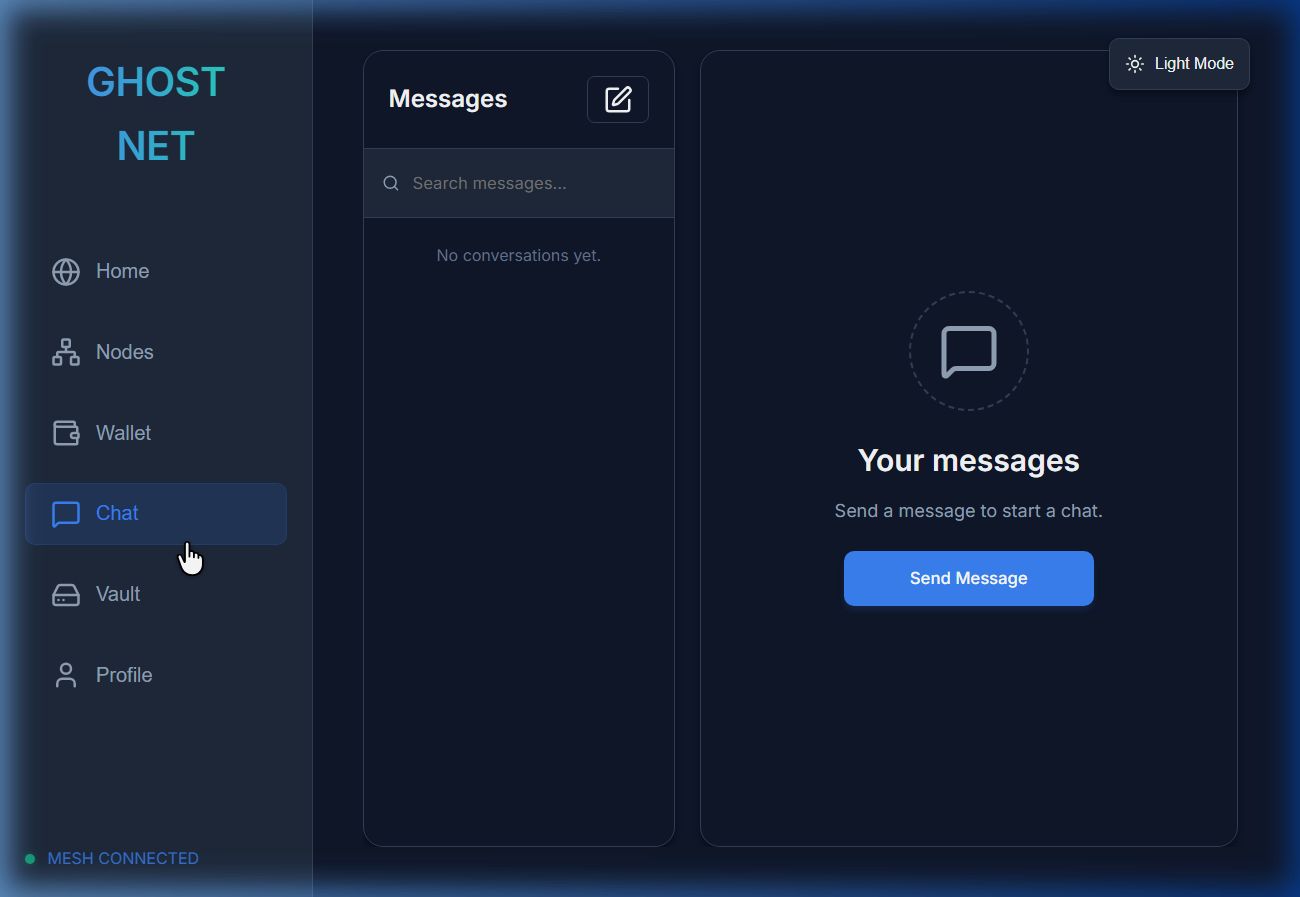 GHOST
NET
Home
Nodes
Wallet
Chat
Vault
Profile
MESH CONNECTED
Messages
Search messages...
No conversations yet.
Light Mode
Your messages
Send a message to start a chat.
Send Message